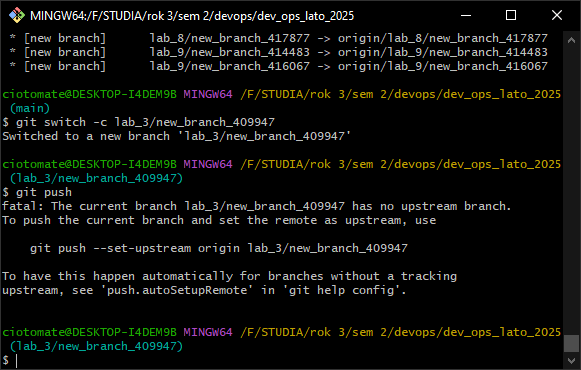 MINGW64:/F/STUDIA/rok 3/sem 2/devops/dev_ops_lato_2025
* [new branch]      lab_8/new_branch_417877 -> origin/lab_8/new_branch_417877
* [new branch]      lab_9/new_branch_414483 -> origin/lab_9/new_branch_414483
* [new branch]      lab_9/new_branch_416067 -> origin/lab_9/new_branch_416067
ciotomate@DESKTOP-I4DEM9B MINGW64 /F/STUDIA/rok 3/sem 2/devops/dev_ops_lato_2025
(main)
$ git switch -c lab_3/new_branch_409947
Switched to a new branch 'lab_3/new_branch_409947'
ciotomate@DESKTOP-I4DEM9B MINGW64 /F/STUDIA/rok 3/sem 2/devops/dev_ops_lato_2025
(lab_3/new_branch_409947)
$ git push
fatal: The current branch lab_3/new_branch_409947 has no upstream branch.
To push the current branch and set the remote as upstream, use
git push --set-upstream origin lab_3/new_branch_409947
To have this happen automatically for branches without a tracking
upstream, see 'push.autoSetupRemote' in 'git help config'.
ciotomate@DESKTOP-I4DEM9B MINGW64 /F/STUDIA/rok 3/sem 2/devops/dev_ops_lato_2025
(lab_3/new_branch_409947)
$